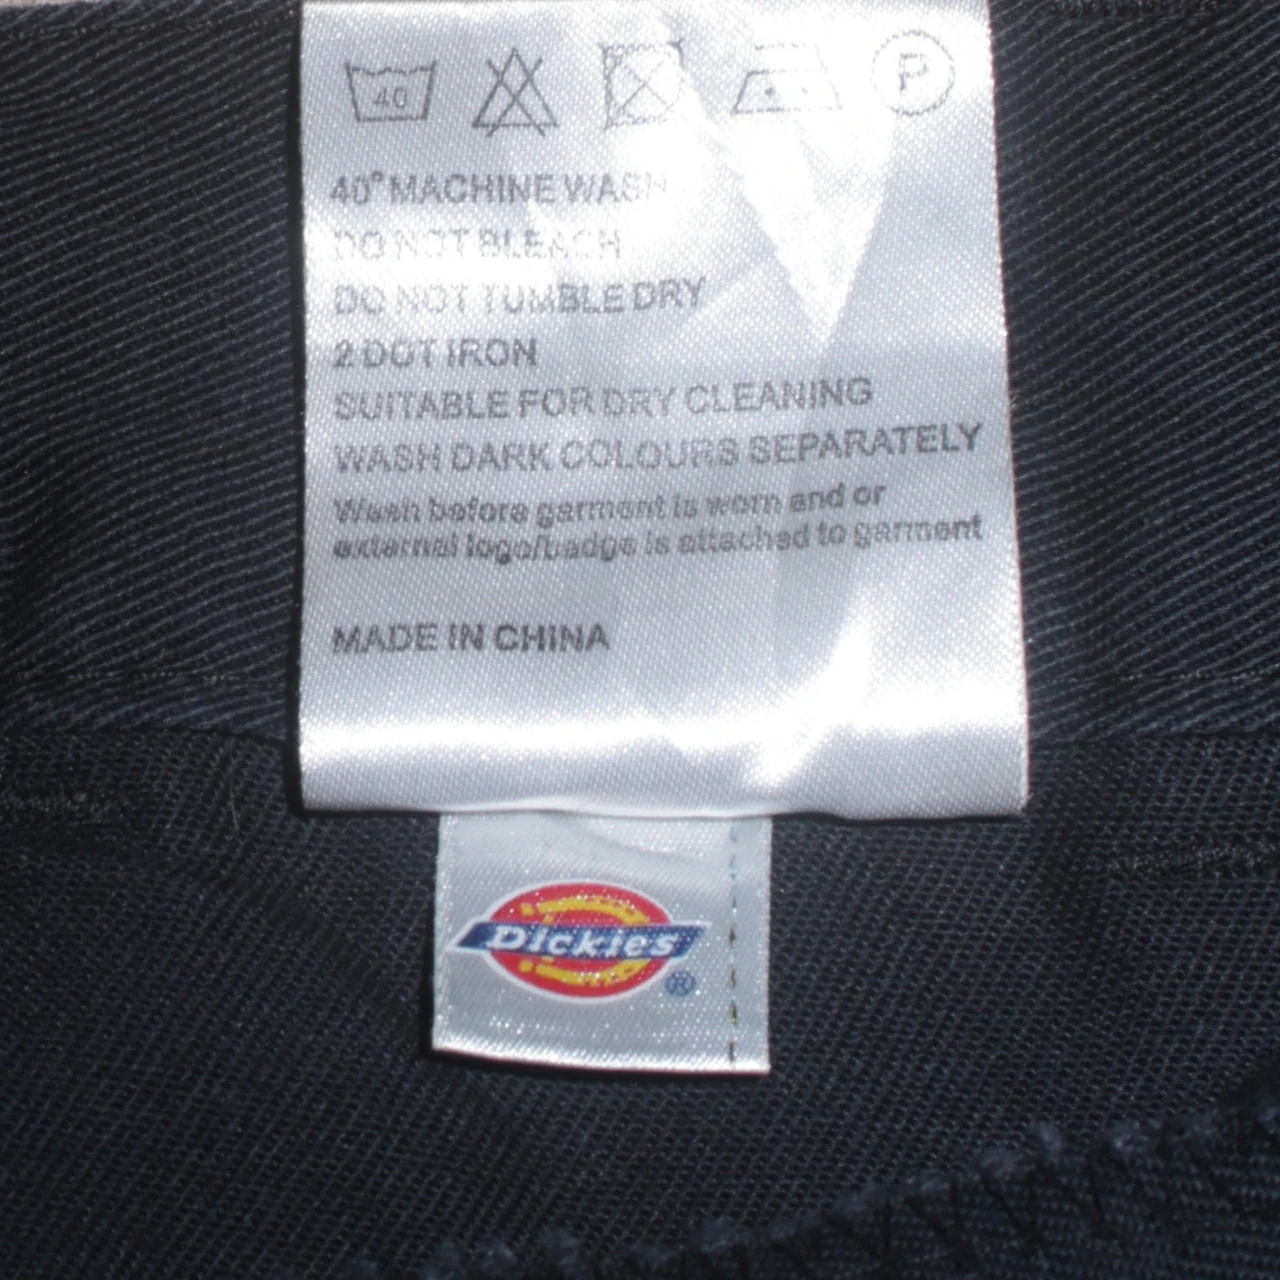 40 P
40° MACHINE WASH
DO NOT BLEACH
DO NOT TUMBLE DRY
2 DOT IRON
SUITABLE FOR DRY CLEANING
WASH DARK COLOURS SEPARATELY
Wash before garment is worn and or
external logo/badge is attached to garment
MADE IN CHINA
Dickies
®